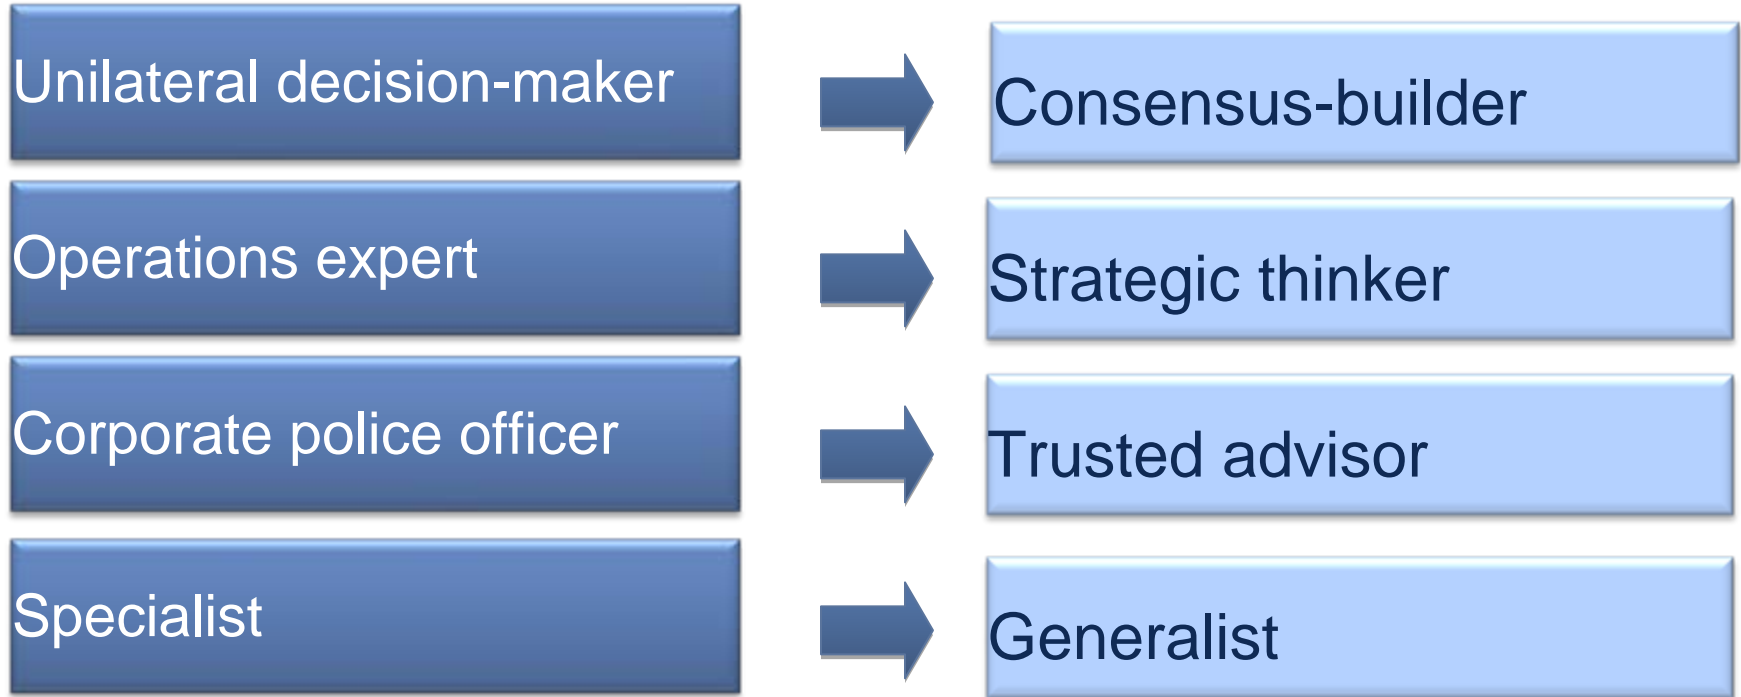 Unilateral decision-maker
Consensus-builder
Operations expert
Strategic thinker
Corporate police officer
Trusted advisor
Specialist
Generalist